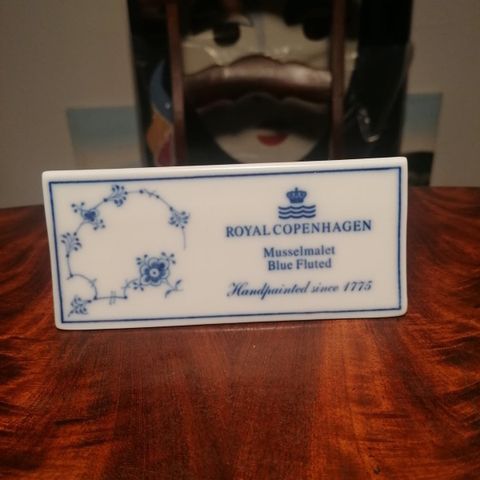 ROYAL COPENHAGEN
Musselmalet
Blue Fluted
Handpainted since 1775